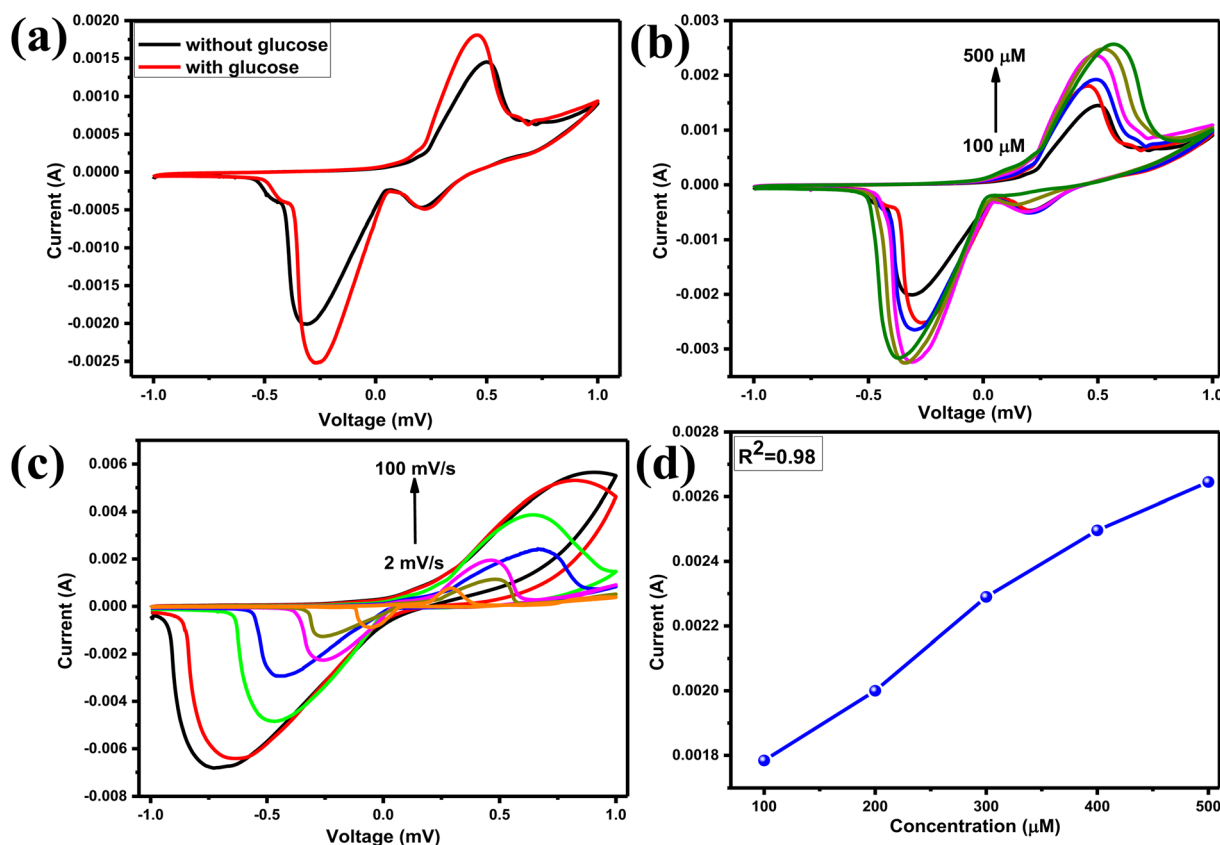 (a)
without glucose
with glucose
0.0020
0.0015
0.0010
0.0005
0.0000
-0.0005
-0.0010
-0.0015
-0.0020
-0.0025
Current (A)
-1.0 -0.5 0.0 0.5 1.0
Voltage (mV)
(b)
500 μM
100 μM
0.003
0.002
0.001
0.000
-0.001
-0.002
-0.003
Current (A)
-1.0 -0.5 0.0 0.5 1.0
Voltage (mV)
(c)
100 mV/s
2 mV/s
0.006
0.004
0.002
0.000
-0.002
-0.004
-0.006
-0.008
Current (A)
-1.0 -0.5 0.0 0.5 1.0
Voltage (mV)
(d)
R²=0.98
0.0028
0.0026
0.0024
0.0022
0.0020
0.0018
Current (A)
100 200 300 400 500
Concentration (μM)